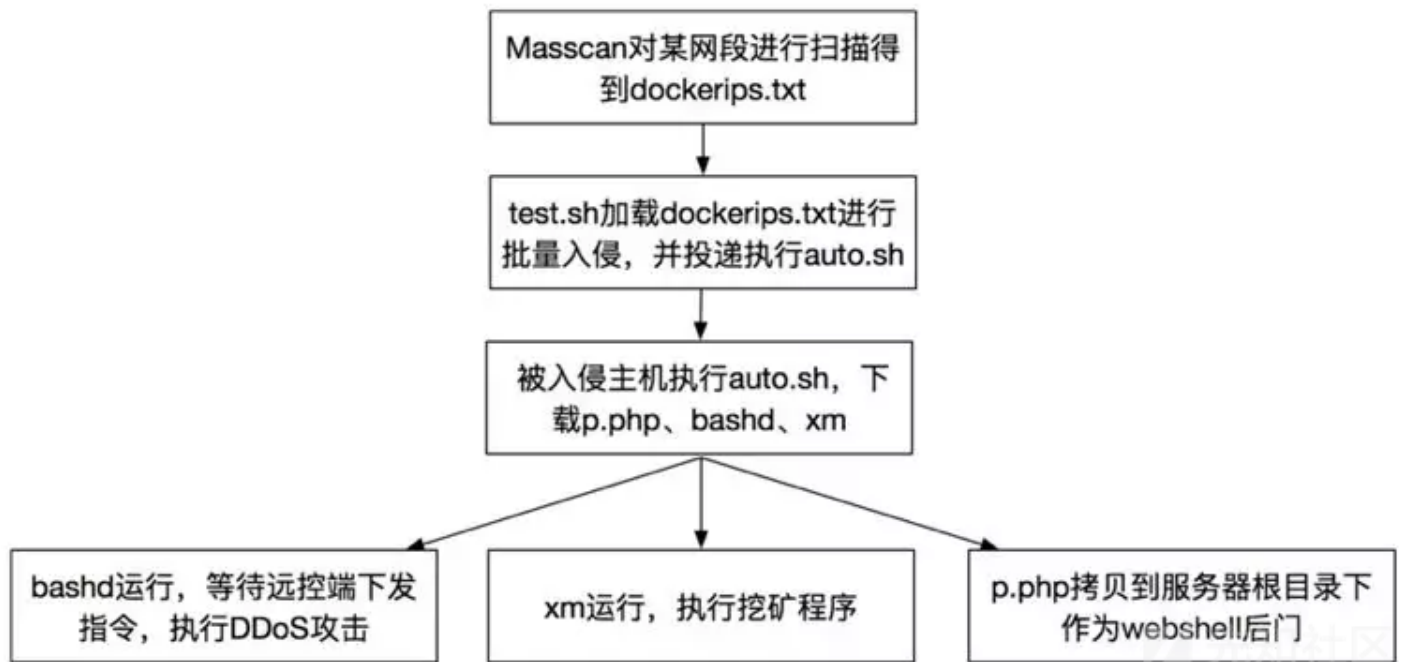 Masscan对某网段进行扫描得
到dockerips.txt
test.sh加载dockerips.txt进行
批量入侵，并投递执行auto.sh
被入侵主机执行auto.sh，下
载p.php、bashd、xm
bashd运行，等待远控端下发
指令，执行DDoS攻击
xm运行，执行挖矿程序
p.php拷贝到服务器根目录下
作为webshell后门